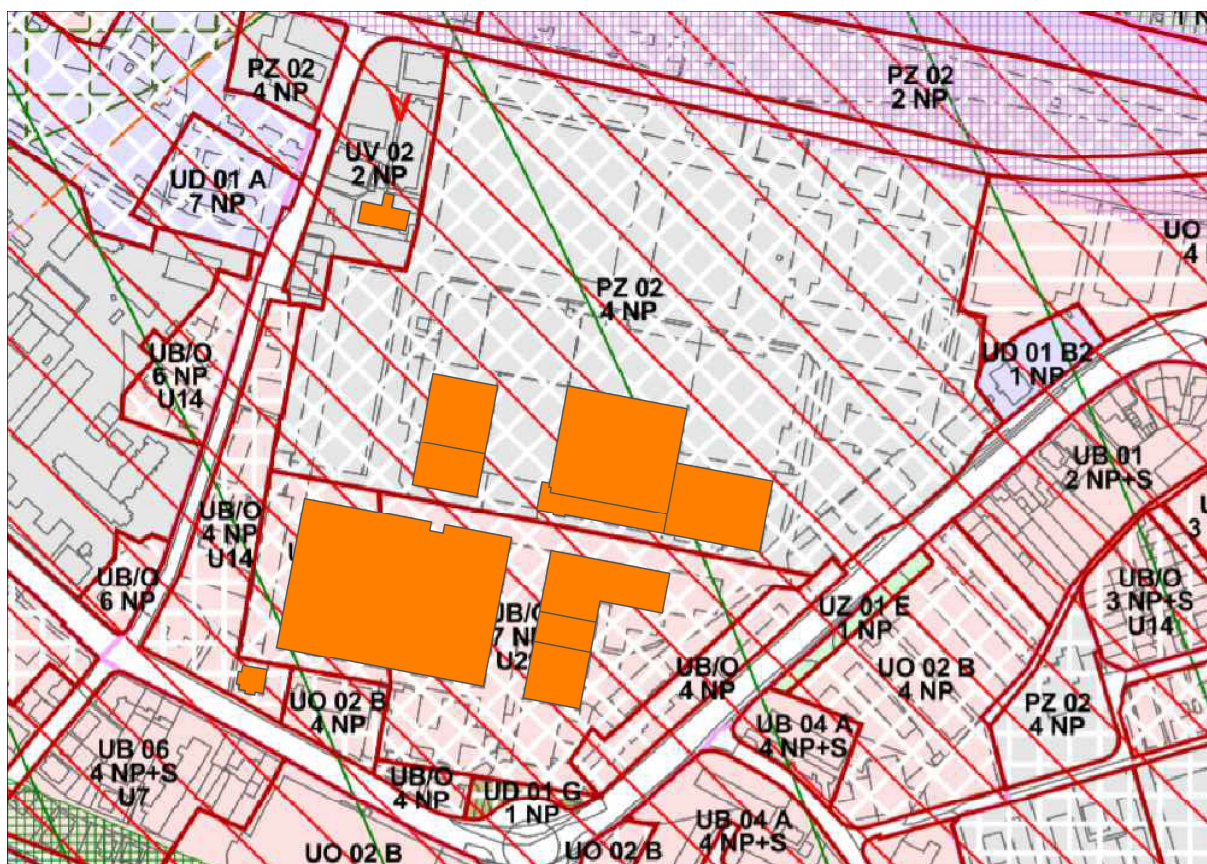 PZ 02
4 NP
UD 01 A
7 NP
UV 02
2 NP
PZ 02
2 NP
PZ 02
4 NP
UO
4
UD 01 B2
1 NP
UB/O
6 NP
U14
UB 01
2 NP+S
UB/O
4 NP
U14
UB/O
6 NP
UB/O
3 NP+S
U14
UZ 01 E
1 NP
UB/O
4 NP
UO 02 B
4 NP
UO 02 B
4 NP
PZ 02
4 NP
UB 04 A
4 NP+S
UB 06
4 NP+S
U7
UB/O
4 NP
UD 01 G
1 NP
UB 04 A
4 NP+S
UO 02 B
UO 02 B